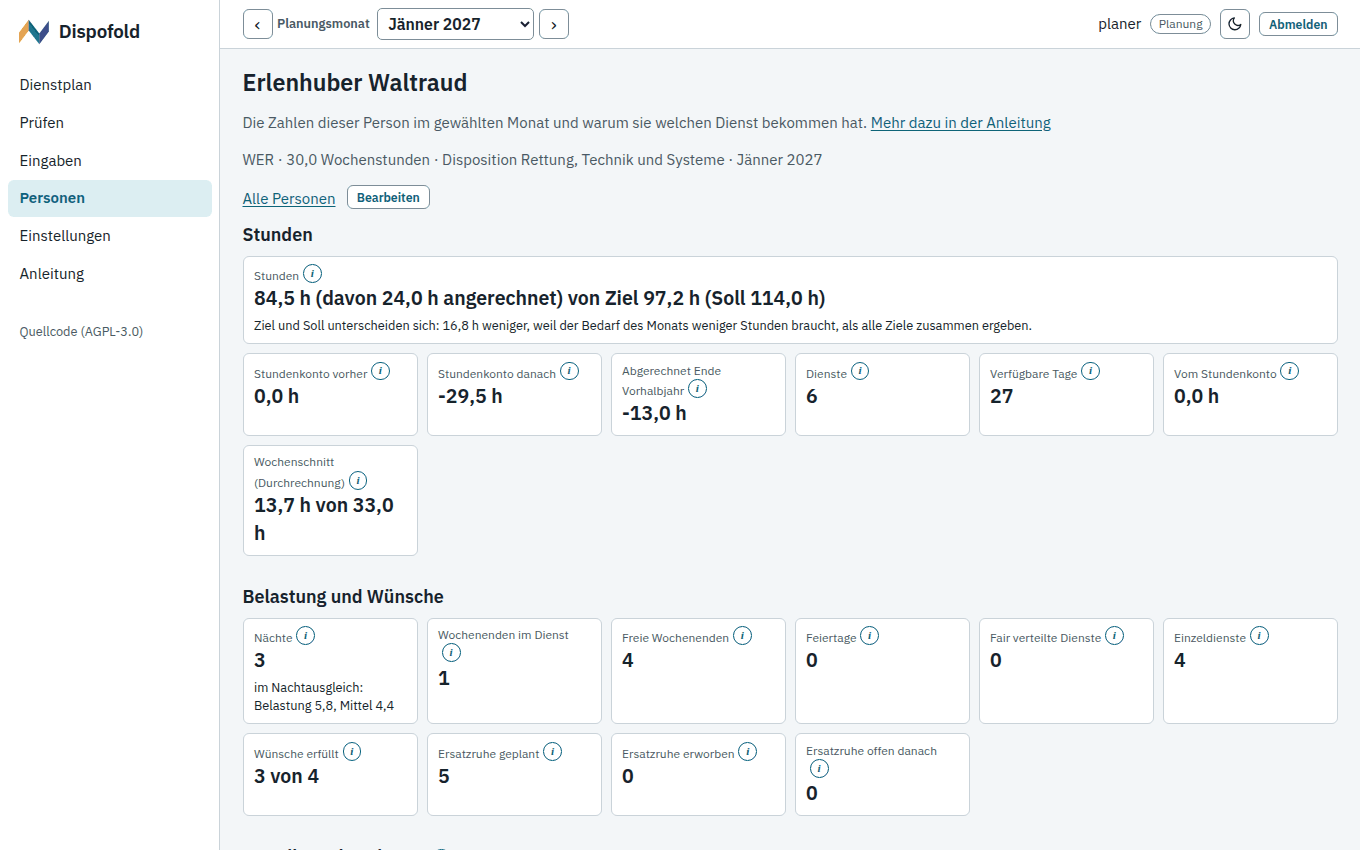 Dispofold
Dienstplan
Prüfen
Eingaben
Personen
Einstellungen
Anleitung
Quellcode (AGPL-3.0)
‹ Planungsmonat Jänner 2027 ›
planer Planung Abmelden
Erlenhuber Waltraud
Die Zahlen dieser Person im gewählten Monat und warum sie welchen Dienst bekommen hat. Mehr dazu in der Anleitung
WER · 30,0 Wochenstunden · Disposition Rettung, Technik und Systeme · Jänner 2027
Alle Personen Bearbeiten
Stunden
Stunden i
84,5 h (davon 24,0 h angerechnet) von Ziel 97,2 h (Soll 114,0 h)
Ziel und Soll unterscheiden sich: 16,8 h weniger, weil der Bedarf des Monats weniger Stunden braucht, als alle Ziele zusammen ergeben.
Stundenkonto vorher i
0,0 h
Stundenkonto danach i
-29,5 h
Abgerechnet Ende
Vorhalbjahr i
-13,0 h
Dienste i
6
Verfügbare Tage i
27
Vom Stundenkonto i
0,0 h
Wochenschnitt
(Durchrechnung) i
13,7 h von 33,0
h
Belastung und Wünsche
Nächte i
3
im Nachtausgleich:
Belastung 5,8, Mittel 4,4
Wochenenden im Dienst
i
1
Freie Wochenenden i
4
Feiertage i
0
Fair verteilte Dienste i
0
Einzeldienste i
4
Wünsche erfüllt i
3 von 4
Ersatzruhe geplant i
5
Ersatzruhe erworben i
0
Ersatzruhe offen danach
i
0